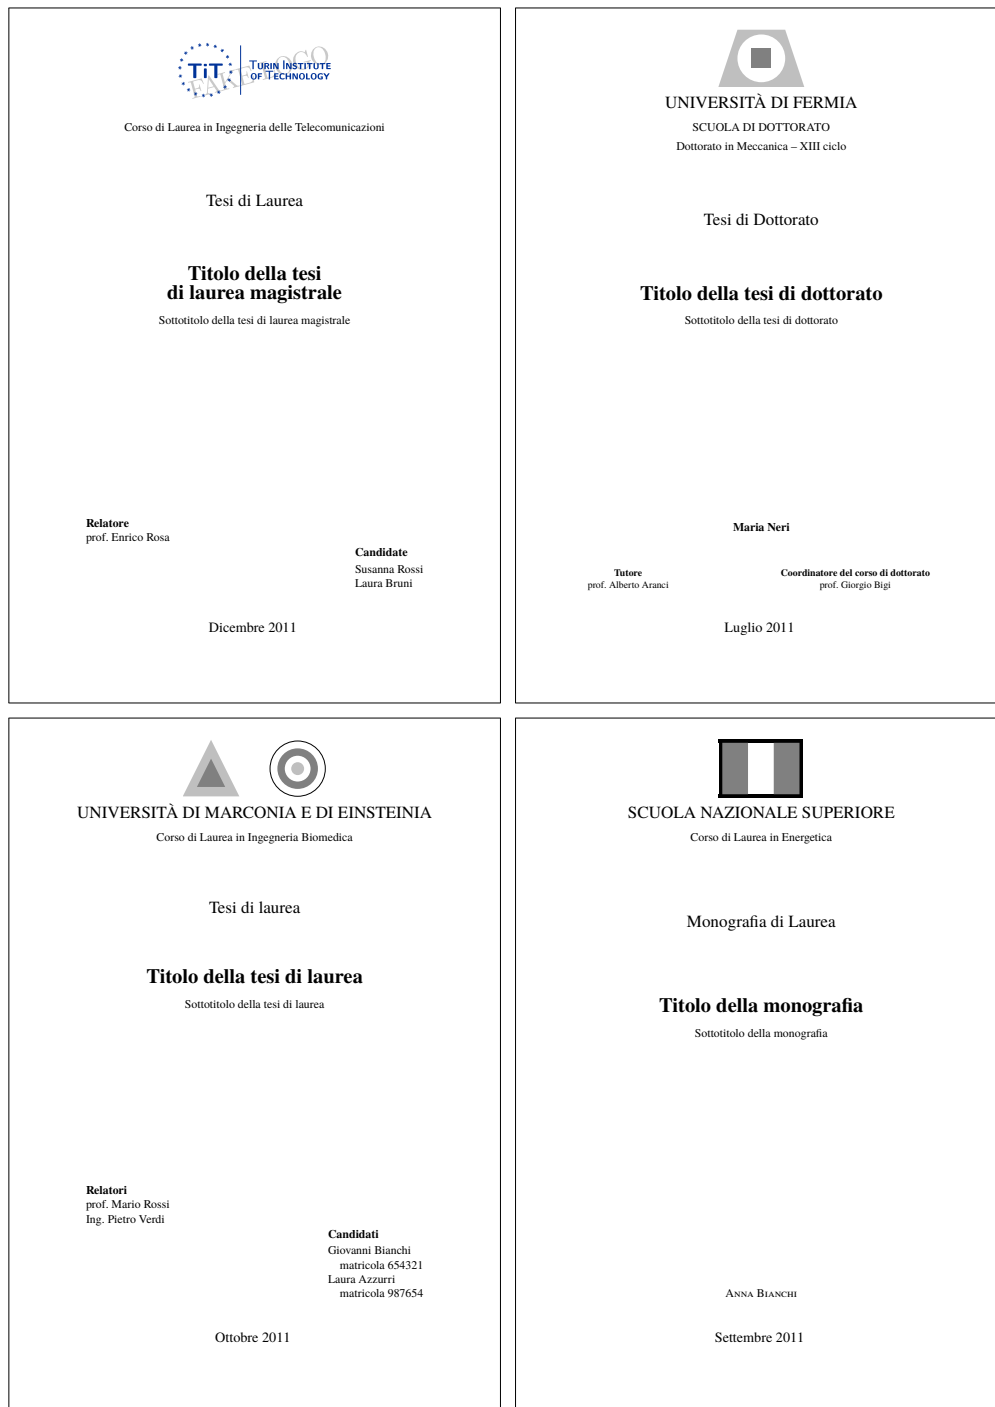 TiT
TURIN INSTITUTE
OF TECHNOLOGY
FAKE LOGO
Corso di Laurea in Ingegneria delle Telecomunicazioni
Tesi di Laurea
Titolo della tesi
di laurea magistrale
Sottotitolo della tesi di laurea magistrale
Relatore
prof. Enrico Rosa
Candidate
Susanna Rossi
Laura Bruni
Dicembre 2011
UNIVERSITÀ DI FERMIA
SCUOLA DI DOTTORATO
Dottorato in Meccanica – XIII ciclo
Tesi di Dottorato
Titolo della tesi di dottorato
Sottotitolo della tesi di dottorato
Maria Neri
Tutore
prof. Alberto Aranci
Coordinatore del corso di dottorato
prof. Giorgio Bigi
Luglio 2011
UNIVERSITÀ DI MARCONIA E DI EINSTEINIA
Corso di Laurea in Ingegneria Biomedica
Tesi di laurea
Titolo della tesi di laurea
Sottotitolo della tesi di laurea
Relatori
prof. Mario Rossi
Ing. Pietro Verdi
Candidati
Giovanni Bianchi
matricola 654321
Laura Azzurri
matricola 987654
Ottobre 2011
SCUOLA NAZIONALE SUPERIORE
Corso di Laurea in Energetica
Monografia di Laurea
Titolo della monografia
Sottotitolo della monografia
ANNA BIANCHI
Settembre 2011